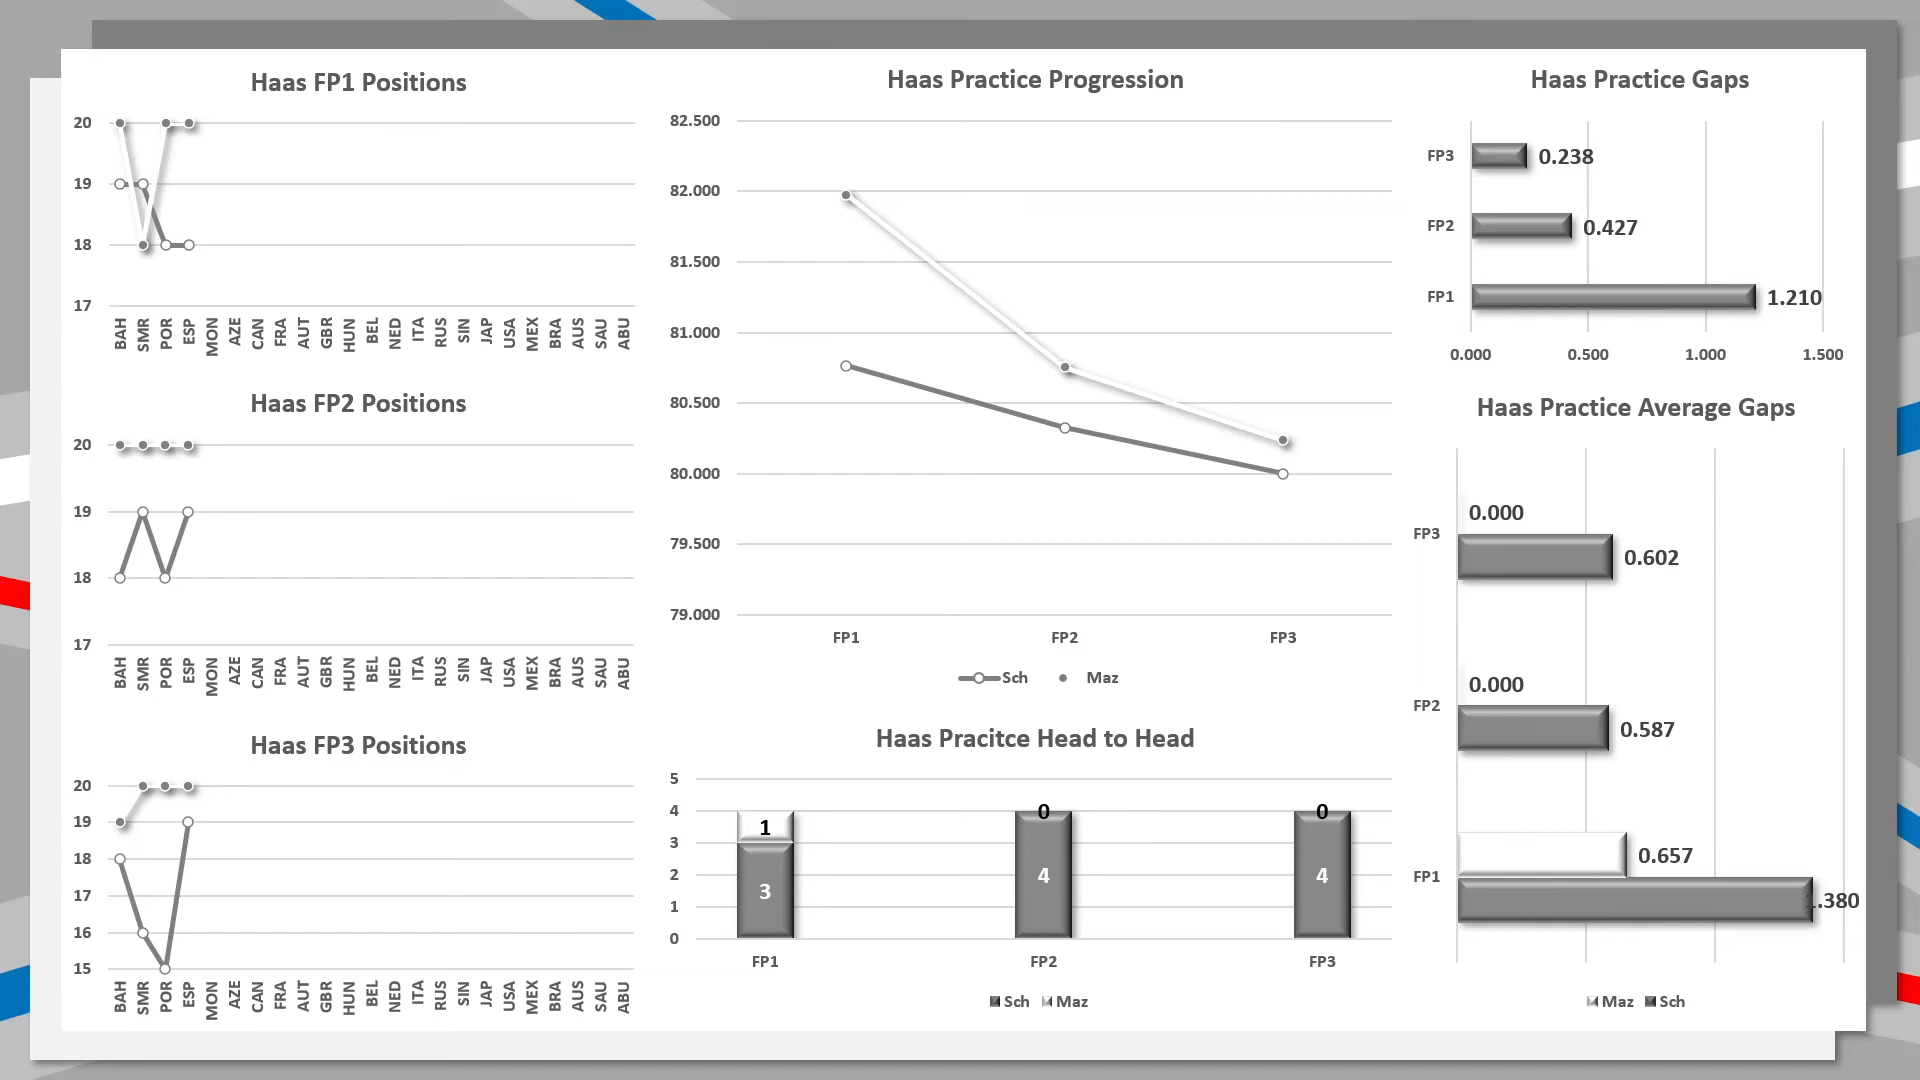 Haas FP1 Positions
20
19
18
17
BAH SMR POR ESP MON AZE CAN FRA AUT GBR HUN BEL NED ITA RUS SIN JAP USA MEX BRA AUS SAU ABU
Haas FP2 Positions
20
19
18
17
BAH SMR POR ESP MON AZE CAN FRA AUT GBR HUN BEL NED ITA RUS SIN JAP USA MEX BRA AUS SAU ABU
Haas FP3 Positions
20
19
18
17
16
15
BAH SMR POR ESP MON AZE CAN FRA AUT GBR HUN BEL NED ITA RUS SIN JAP USA MEX BRA AUS SAU ABU
Haas Practice Progression
82.500
82.000
81.500
81.000
80.500
80.000
79.500
79.000
FP1 FP2 FP3
Sch Maz
Haas Pracitce Head to Head
5
4
3
2
1
0
1 0 0
3 4 4
FP1 FP2 FP3
Sch Maz
Haas Practice Gaps
FP3 0.238
FP2 0.427
FP1 1.210
0.000 0.500 1.000 1.500
Haas Practice Average Gaps
0.000
FP3
0.602
0.000
FP2
0.587
0.657
FP1
1.380
Maz Sch